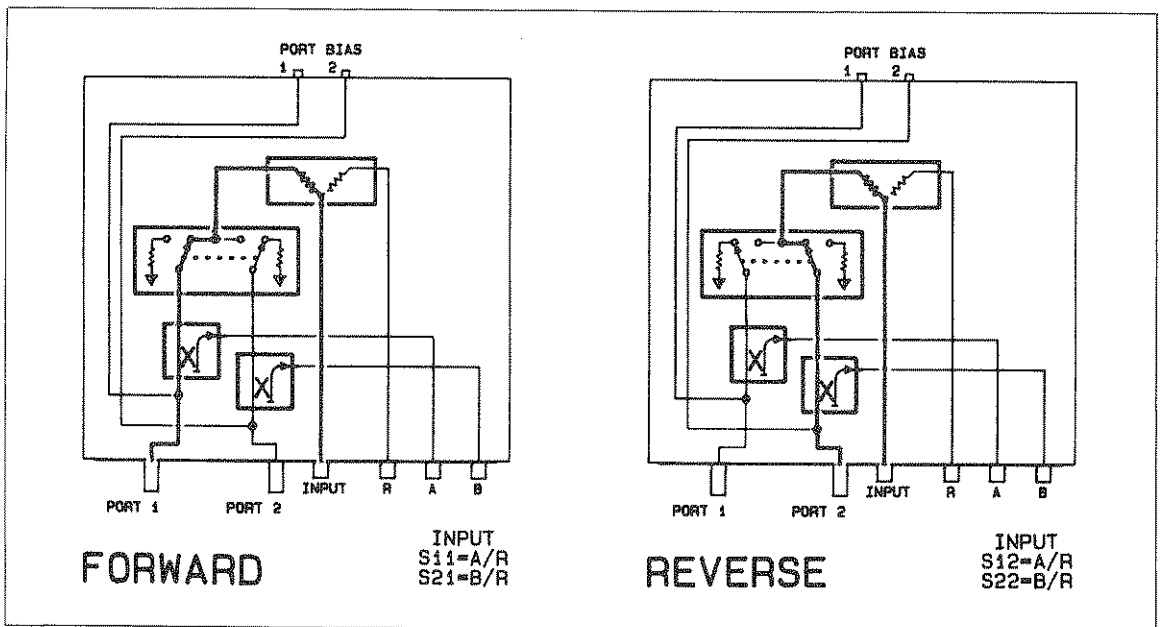 PORT BIAS
1 2
PORT 1
PORT 2
INPUT
R
A
B
FORWARD
INPUT
S11=A/R
S21=B/R
PORT BIAS
1 2
PORT 1
PORT 2
INPUT
R
A
B
REVERSE
INPUT
S12=A/R
S22=B/R